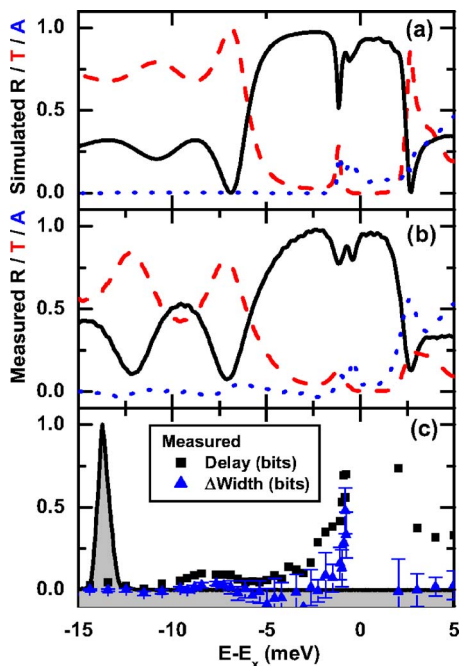 Simulated R / T / A
1.0
0.5
0.0
(a)
Measured R / T / A
1.0
0.5
0.0
(b)
1.0
0.5
0.0
(c)
Measured
Delay (bits)
ΔWidth (bits)
-15 -10 -5 0 5
E-Eₓ (meV)